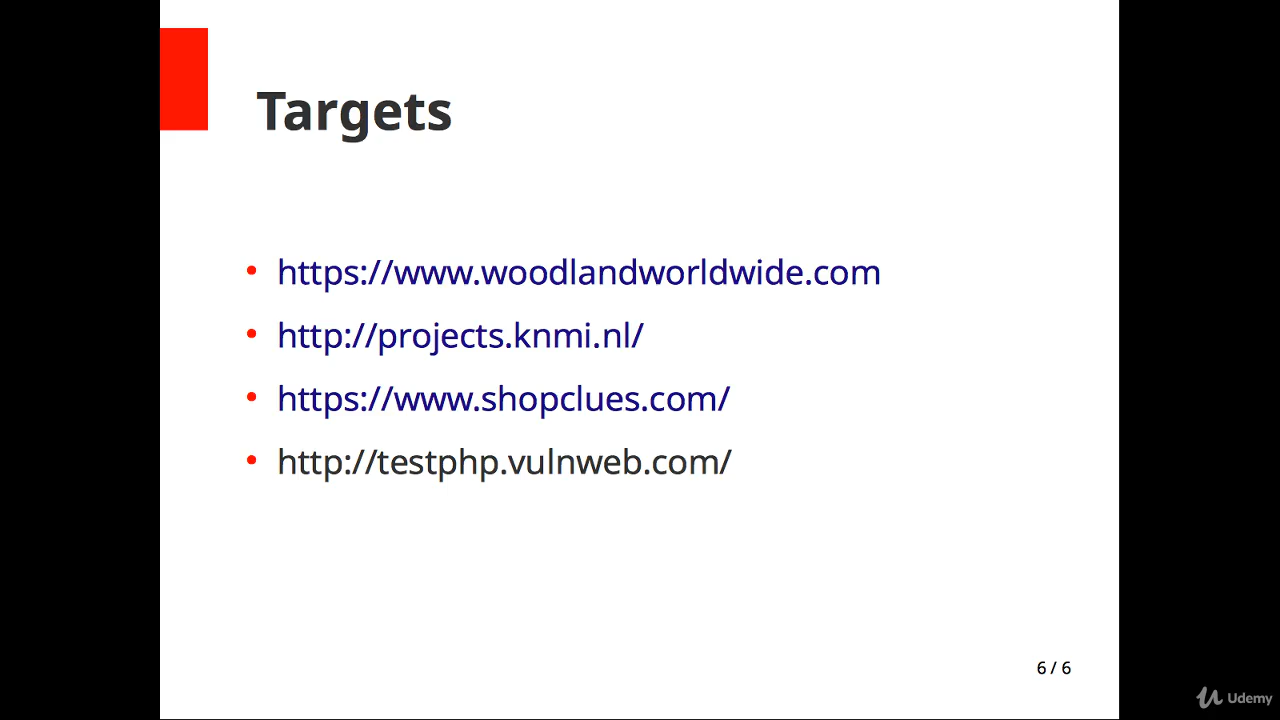 Targets
https://www.woodlandworldwide.com
http://projects.knmi.nl/
https://www.shopclues.com/
http://testphp.vulnweb.com/
6 / 6
Udemy